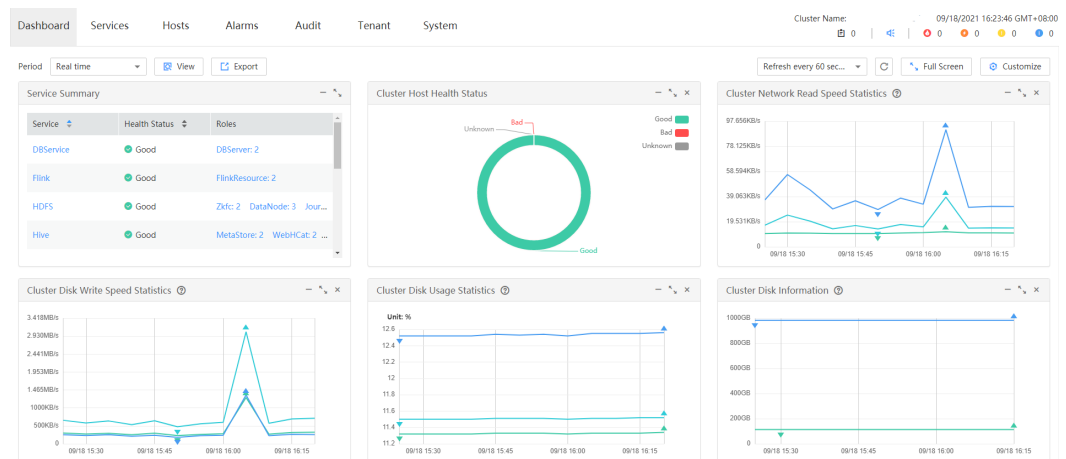 Dashboard Services Hosts Alarms Audit Tenant System
Cluster Name: 09/18/2021 16:23:46 GMT+08:00
0 0 0 0 0
Period Real time View Export Refresh every 60 sec... Full Screen Customize
Service Summary
Service Health Status Roles
DBService Good DBServer: 2
Flink Good FlinkResource: 2
HDFS Good Zkfc: 2 DataNode: 3 Jour...
Hive Good MetaStore: 2 WebHCat: 2 ...
Cluster Host Health Status
Bad
Unknown
Good
Good
Bad
Unknown
Cluster Network Read Speed Statistics
97.656KB/s
78.125KB/s
58.594KB/s
39.063KB/s
19.531KB/s
0
09/18 15:30 09/18 15:45 09/18 16:00 09/18 16:15
Cluster Disk Write Speed Statistics
3.418MB/s
2.930MB/s
2.441MB/s
1.953MB/s
1.465MB/s
1000KB/s
500KB/s
0
09/18 15:30 09/18 15:45 09/18 16:00 09/18 16:15
Cluster Disk Usage Statistics
Unit: %
12.6
12.4
12.2
12
11.8
11.6
11.4
11.2
09/18 15:30 09/18 15:45 09/18 16:00 09/18 16:15
Cluster Disk Information
1000GB
800GB
600GB
400GB
200GB
0
09/18 15:30 09/18 15:45 09/18 16:00 09/18 16:15